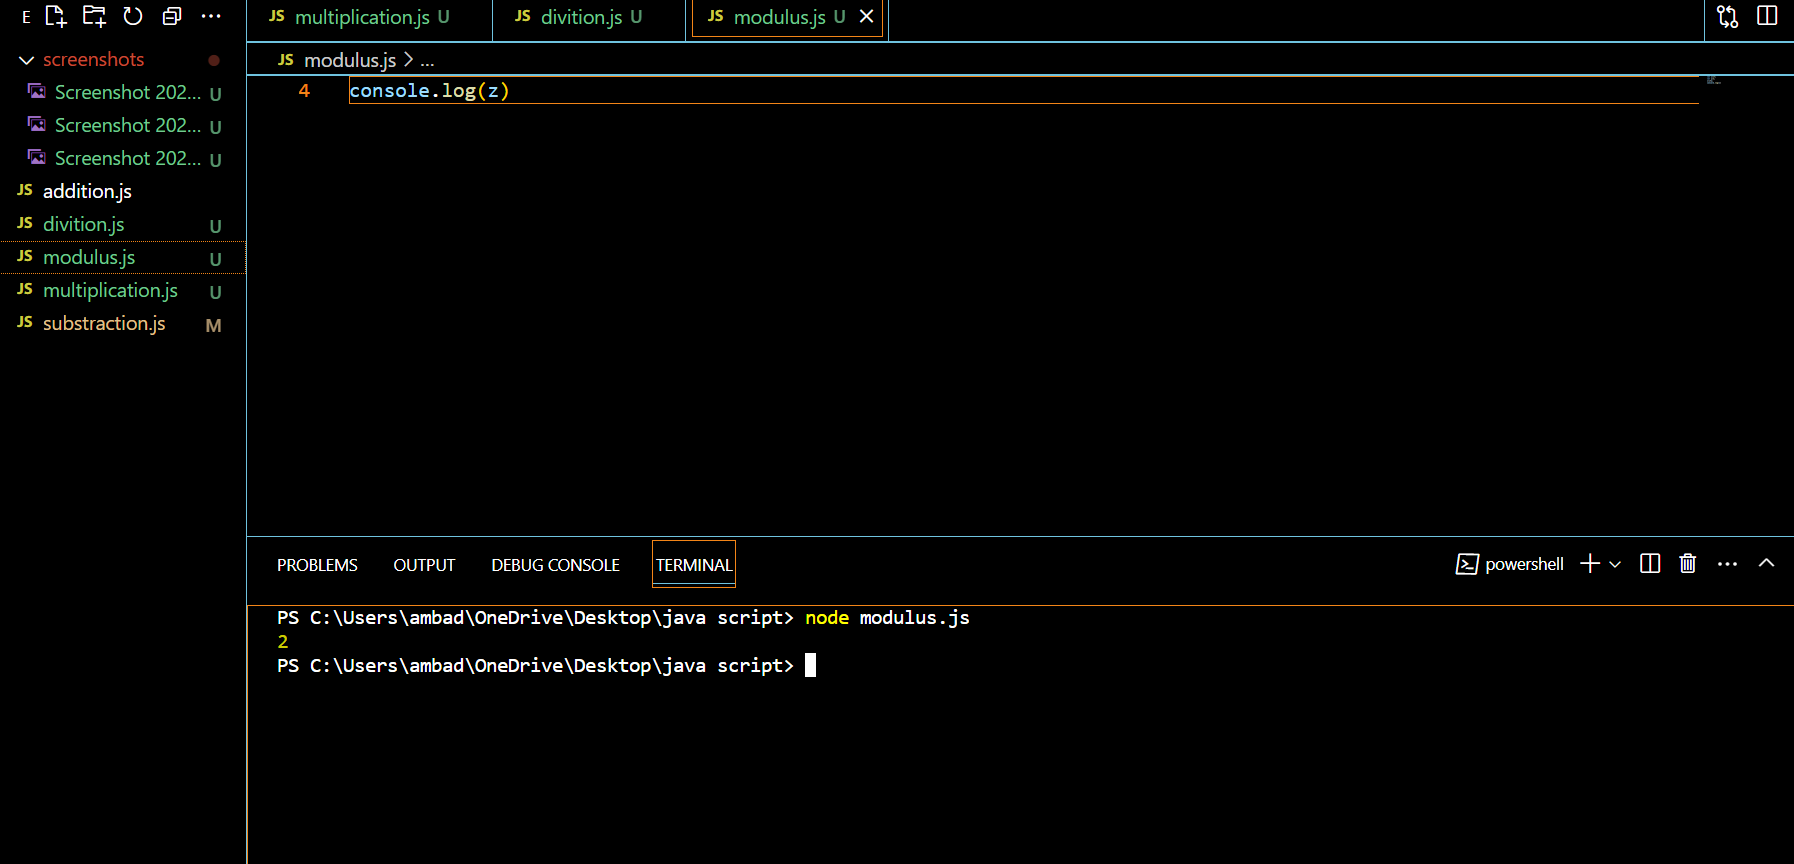 E
JS multiplication.js U
JS divition.js U
JS modulus.js U
screenshots
Screenshot 202... U
Screenshot 202... U
Screenshot 202... U
JS addition.js
JS divition.js U
JS modulus.js U
JS multiplication.js U
JS substraction.js M
JS modulus.js > ...
4 console.log(z)
PROBLEMS OUTPUT DEBUG CONSOLE TERMINAL
powershell
PS C:\Users\ambad\OneDrive\Desktop\java script> node modulus.js
2
PS C:\Users\ambad\OneDrive\Desktop\java script>